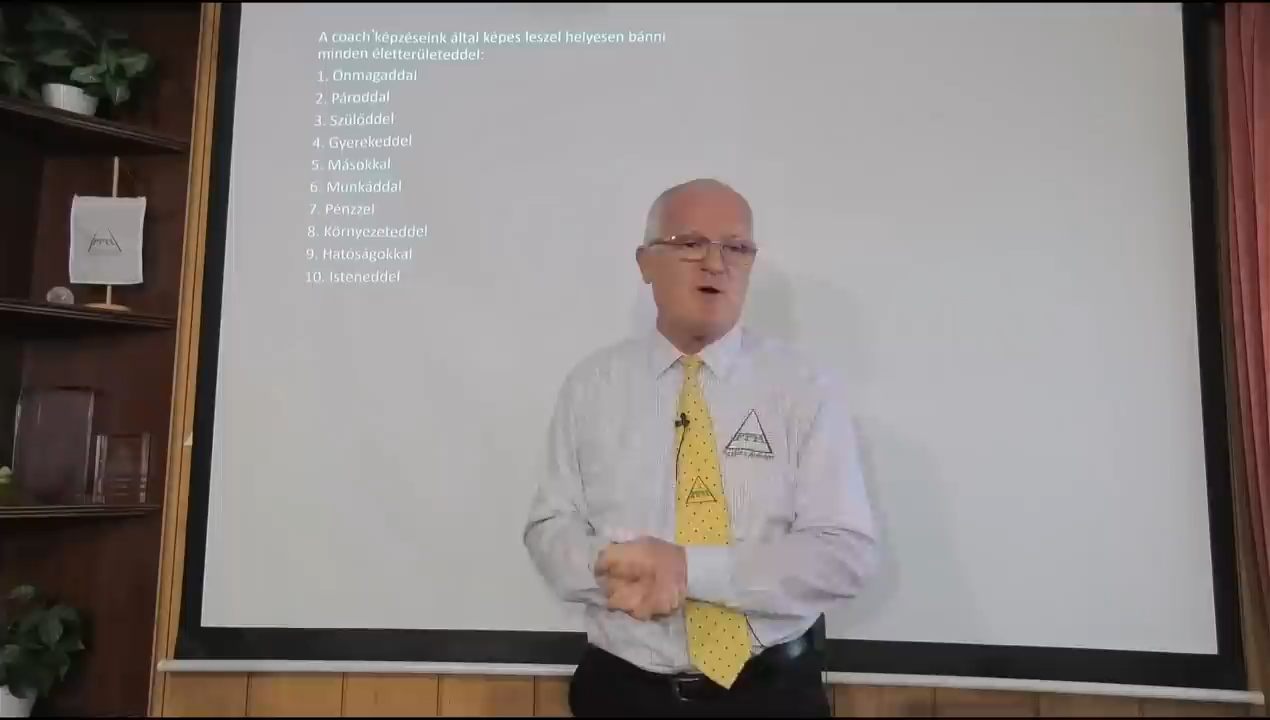 A coach képzéseink által képes leszel helyesen bánni
minden életterületeddel:
1. Önmagaddal
2. Pároddal
3. Szülőddel
4. Gyerekeddel
5. Másokkal
6. Munkáddal
7. Pénzzel
8. Környezeteddel
9. Hatóságokkal
10. Isteneddel